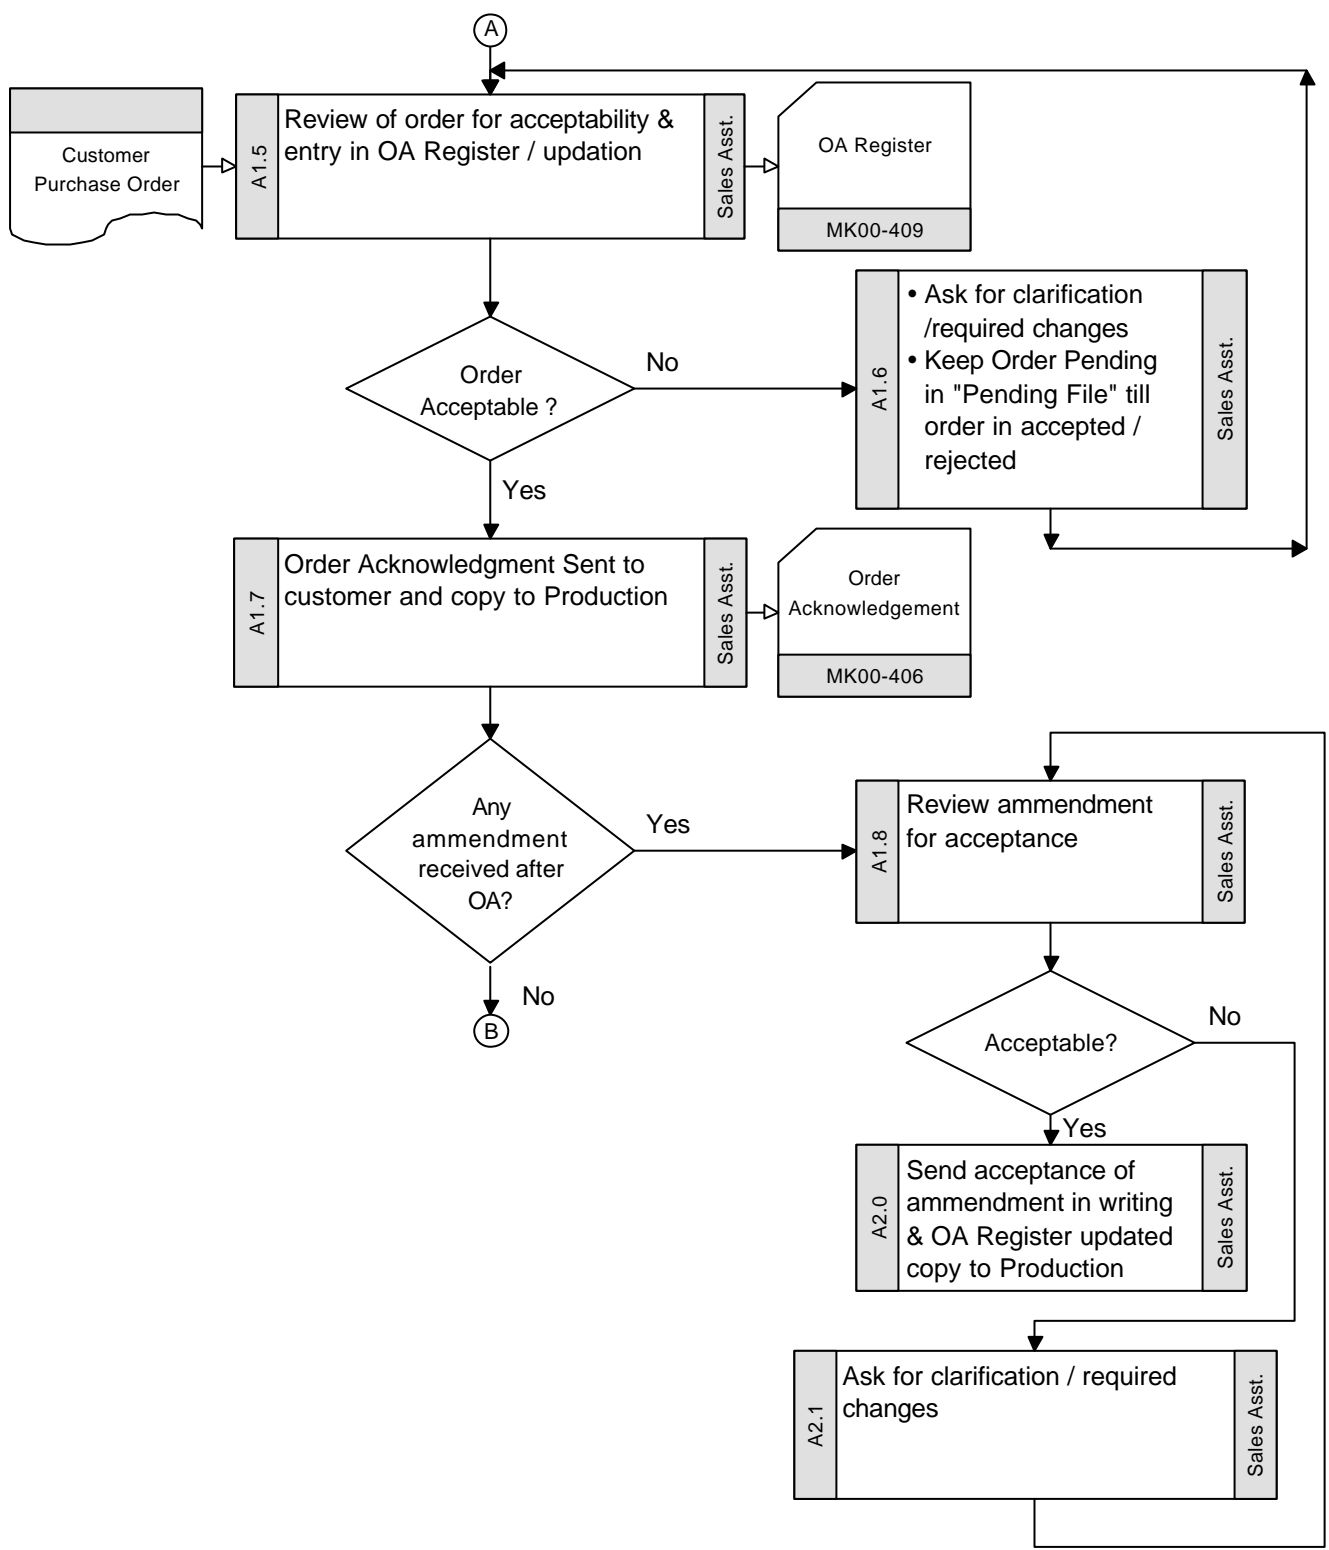 A
Customer
Purchase Order
A1.5
Review of order for acceptability &
entry in OA Register / updation
Sales Asst.
OA Register
MK00-409
Order
Acceptable ?
No
A1.6
• Ask for clarification
/required changes
• Keep Order Pending
in "Pending File" till
order in accepted /
rejected
Sales Asst.
Yes
A1.7
Order Acknowledgment Sent to
customer and copy to Production
Sales Asst.
Order
Acknowledgement
MK00-406
Any
ammendment
received after
OA?
Yes
A1.8
Review ammendment
for acceptance
Sales Asst.
No
B
Acceptable?
No
Yes
A2.0
Send acceptance of
ammendment in writing
& OA Register updated
copy to Production
Sales Asst.
A2.1
Ask for clarification / required
changes
Sales Asst.